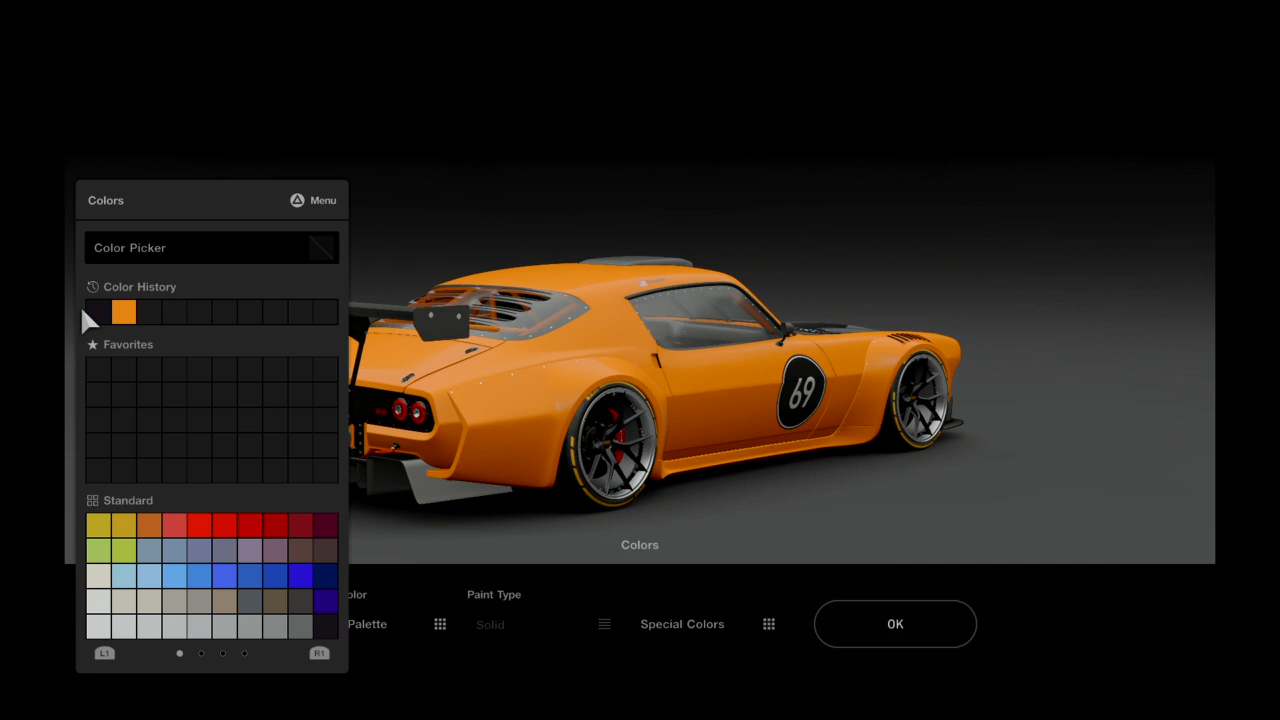 Colors
Menu
Color Picker
Color History
Favorites
Standard
L1
R1
69
Colors
Paint Type
Palette
Solid
Special Colors
OK